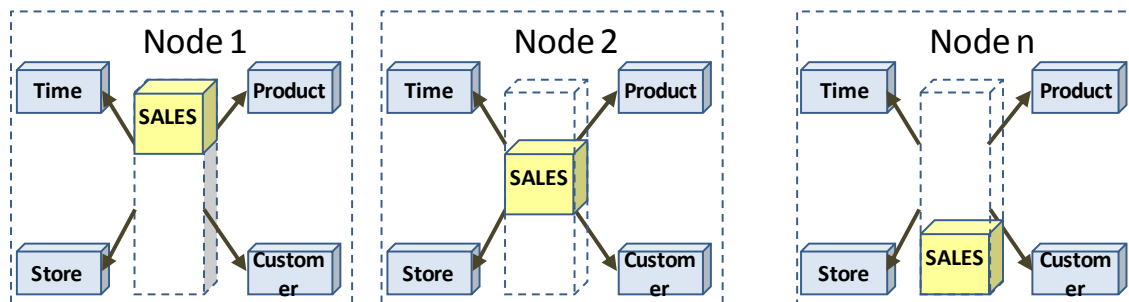 Node 1
Time
Product
SALES
Store
Custom
er
Node 2
Time
Product
SALES
Store
Custom
er
Node n
Time
Product
SALES
Store
Custom
er